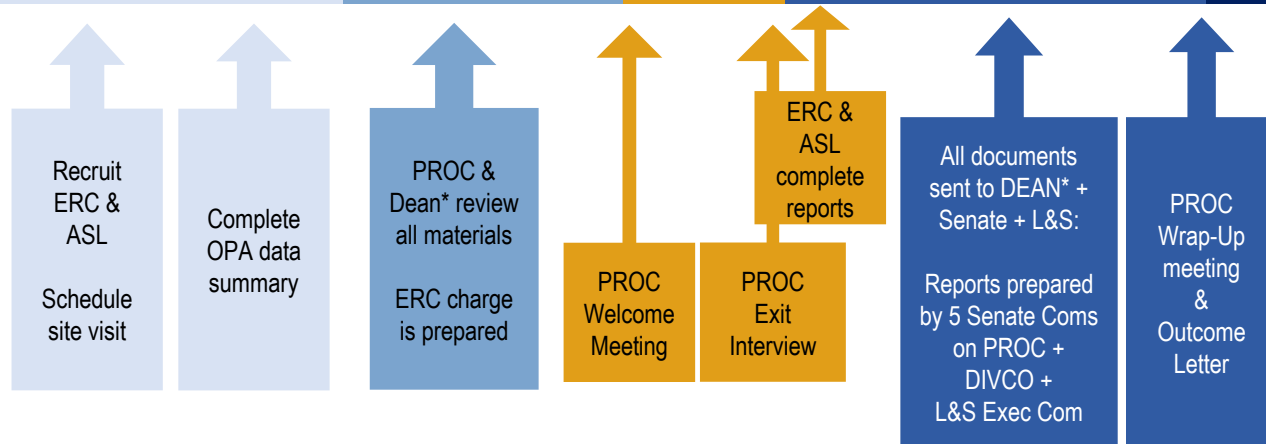 Recruit
ERC &
ASL
Schedule
site visit
Complete
OPA data
summary
PROC &
Dean* review
all materials
ERC charge
is prepared
PROC
Welcome
Meeting
PROC
Exit
Interview
ERC &
ASL
complete
reports
All documents
sent to DEAN* +
Senate + L&S:
Reports prepared
by 5 Senate Coms
on PROC +
DIVCO +
L&S Exec Com
PROC
Wrap-Up
meeting
&
Outcome
Letter